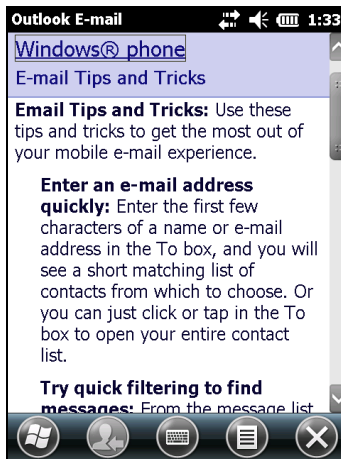 Outlook E-mail 1:33
Windows® phone
E-mail Tips and Tricks
Email Tips and Tricks: Use these
tips and tricks to get the most out of
your mobile e-mail experience.
Enter an e-mail address
quickly: Enter the first few
characters of a name or e-mail
address in the To box, and you will
see a short matching list of
contacts from which to choose. Or
you can just click or tap in the To
box to open your entire contact
list.
Try quick filtering to find
messages: From the message list